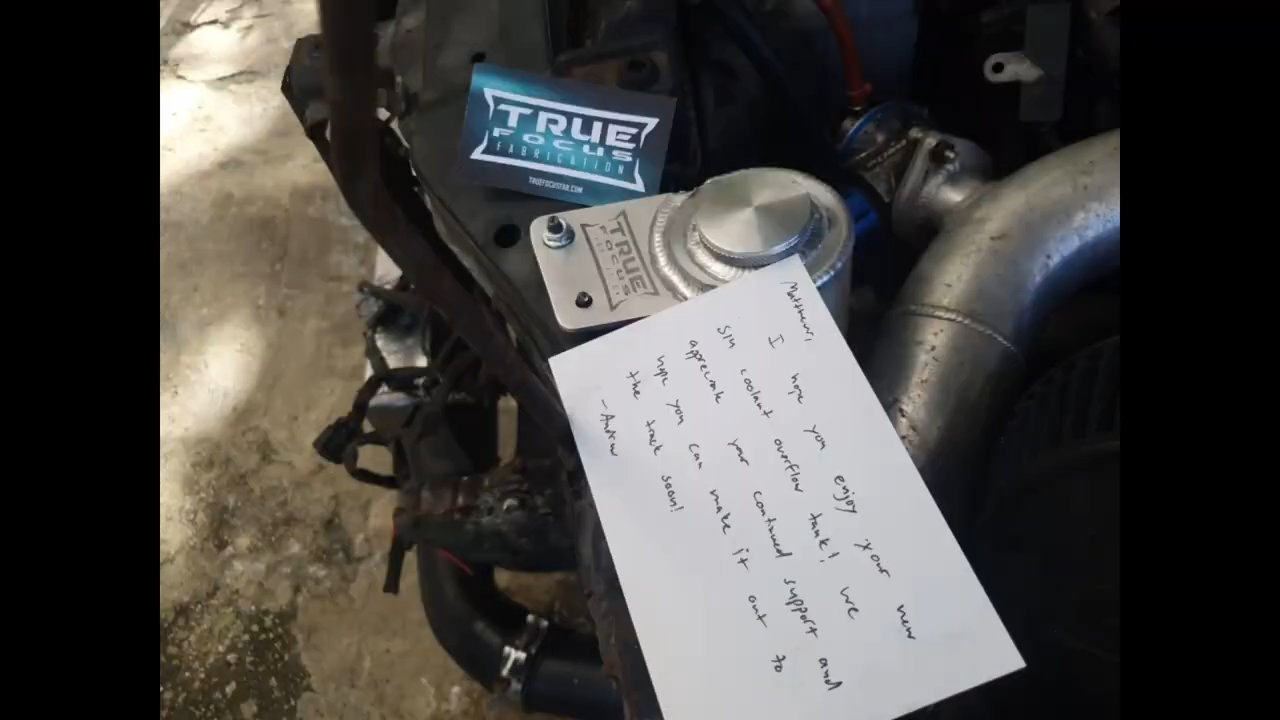 TRUE
FOCUS
FABRICATION
TRUEFOCUSFAB.COM
TRUE
FOCUS
Matthew,
I hope you enjoy your new
S14 coolant overflow tank! We
appreciate your continued support and
hope you can make it out to
the track soon!
-Andrew